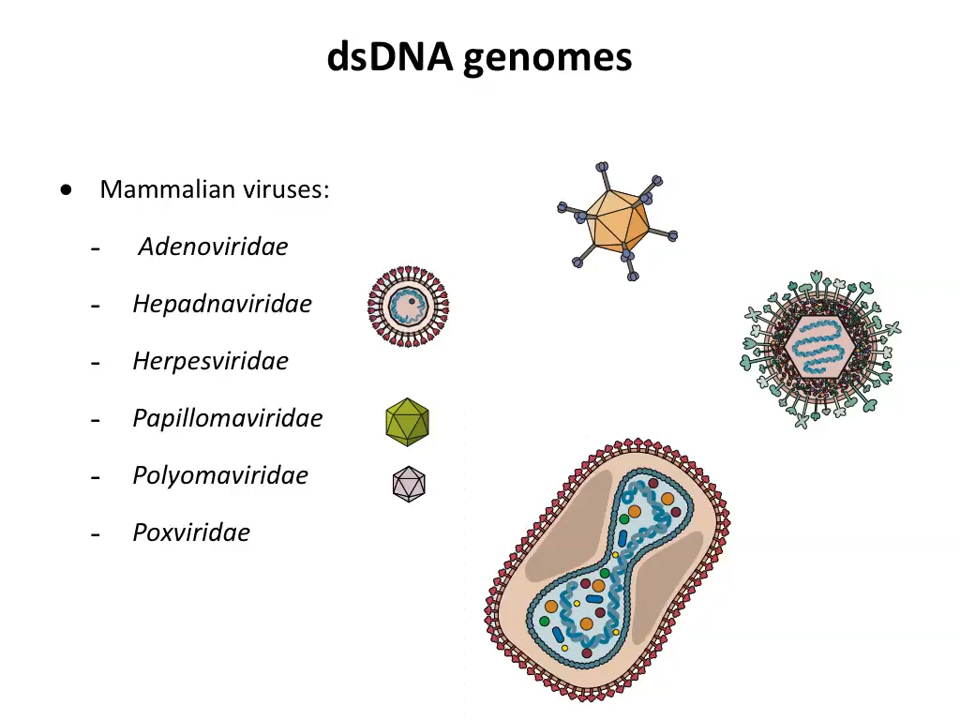 dsDNA genomes
• Mammalian viruses:
- Adenoviridae
- Hepadnaviridae
- Herpesviridae
- Papillomaviridae
- Polyomaviridae
- Poxviridae